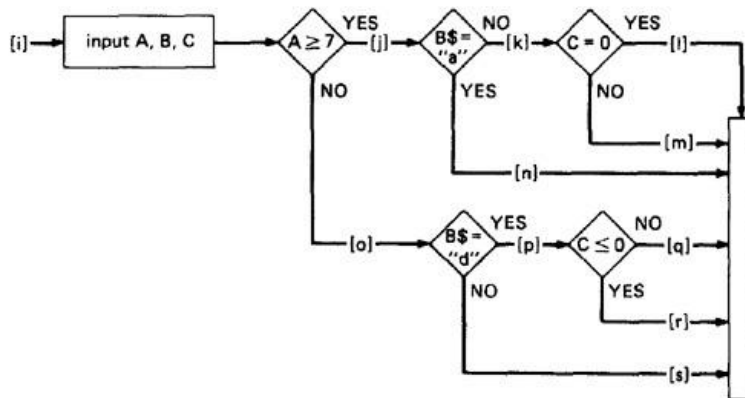 [i] input A, B, C A ≥ 7 YES [j] B$ = "a" NO [k] C = 0 YES [l]
NO YES NO
[m]
[n]
[o] B$ = "d" YES [p] C ≤ 0 NO [q]
NO YES
[r]
[s]